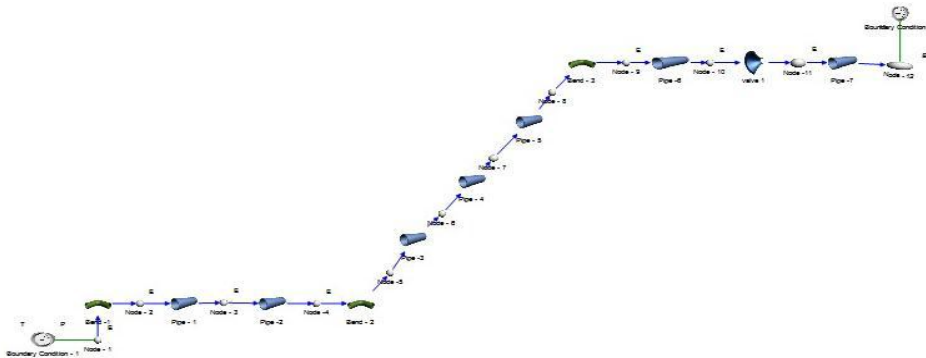 Boundary Condition
E
E
E
E
Bend - 3
Node - 9
Pipe -6
Node - 10
valve 1
Node -11
Pipe -7
Node - 12
Node - 8
Pipe - 5
Node - 7
Pipe - 4
Node - 6
Pipe -3
Node -5
E
E
E
Node - 2
Pipe - 1
Node - 3
Pipe -2
Node -4
Bend - 2
Bend -1
T
P
E
Boundary Condition - 1
Node - 1